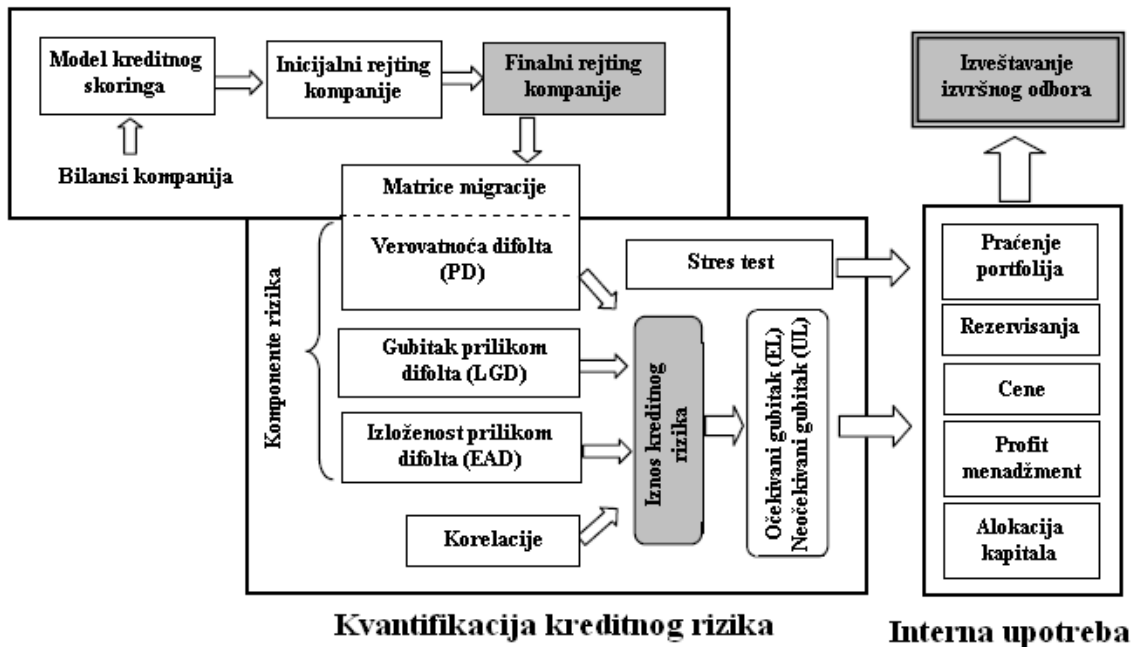 Model kreditnog
skoringa
Inicijalni rejting
kompanije
Finalni rejting
kompanije
Izveštavanje
izvršnog odbora
Bilansi kompanija
Matrice migracije
Verovatnoća difolta
(PD)
Stres test
Komponente rizika
Gubitak prilikom
difolta (LGD)
Izloženost prilikom
difolta (EAD)
Korelacije
Iznos kreditnog
rizika
Očekivani gubitak (EL)
Neočekivani gubitak (UL)
Praćenje
portfolija
Rezervisanja
Cene
Profit
menadžment
Alokacija
kapitala
Kvantifikacija kreditnog rizika
Interna upotreba